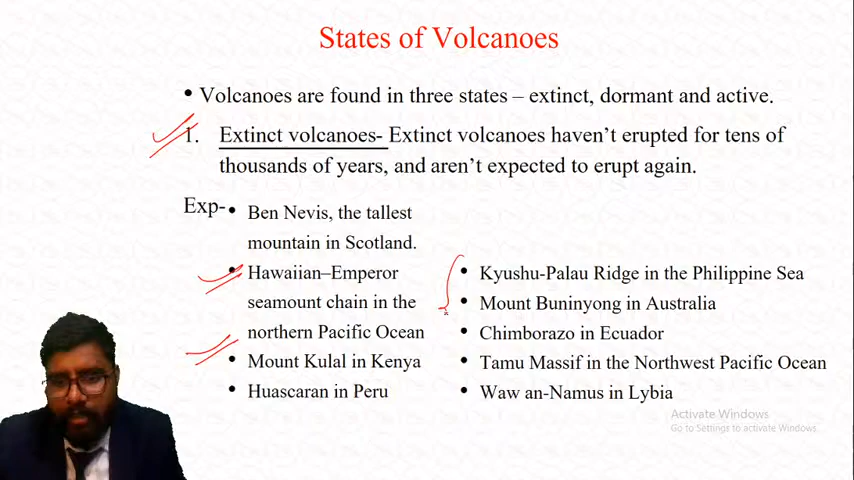 States of Volcanoes
• Volcanoes are found in three states – extinct, dormant and active.
1. Extinct volcanoes- Extinct volcanoes haven't erupted for tens of
thousands of years, and aren't expected to erupt again.
Exp-
• Ben Nevis, the tallest
mountain in Scotland.
• Hawaiian–Emperor
seamount chain in the
northern Pacific Ocean
• Mount Kulal in Kenya
• Huascaran in Peru
• Kyushu-Palau Ridge in the Philippine Sea
• Mount Buninyong in Australia
• Chimborazo in Ecuador
• Tamu Massif in the Northwest Pacific Ocean
• Waw an-Namus in Lybia
Activate Windows
Go to Settings to activate Windows.